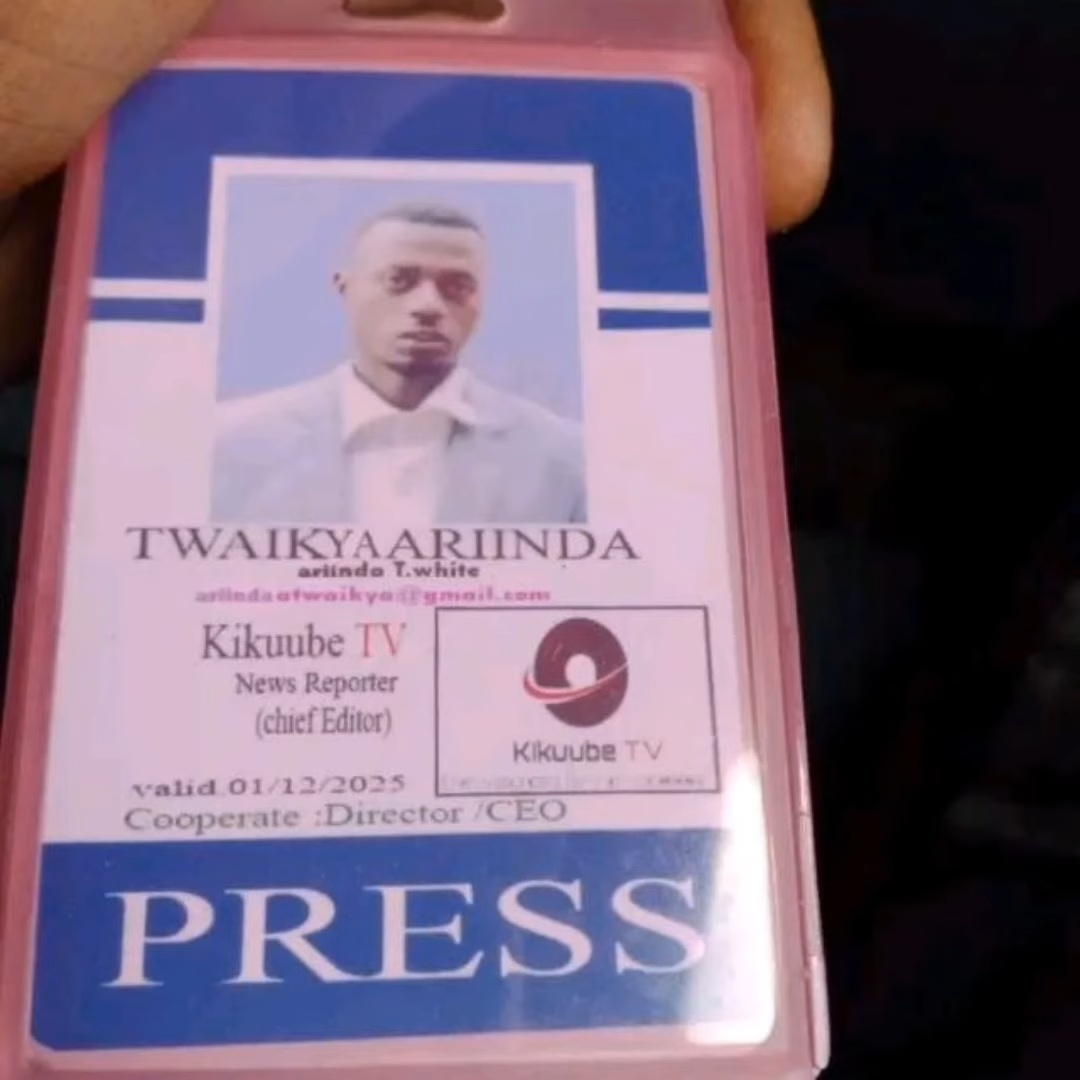 TWAIKYAARIINDA
ariinda T.white
ariindaatwaikya@gmail.com
Kikuube TV
News Reporter
(chief Editor)
KIkuube TV
valid 01/12/2025
Cooperate :Director /CEO
PRESS